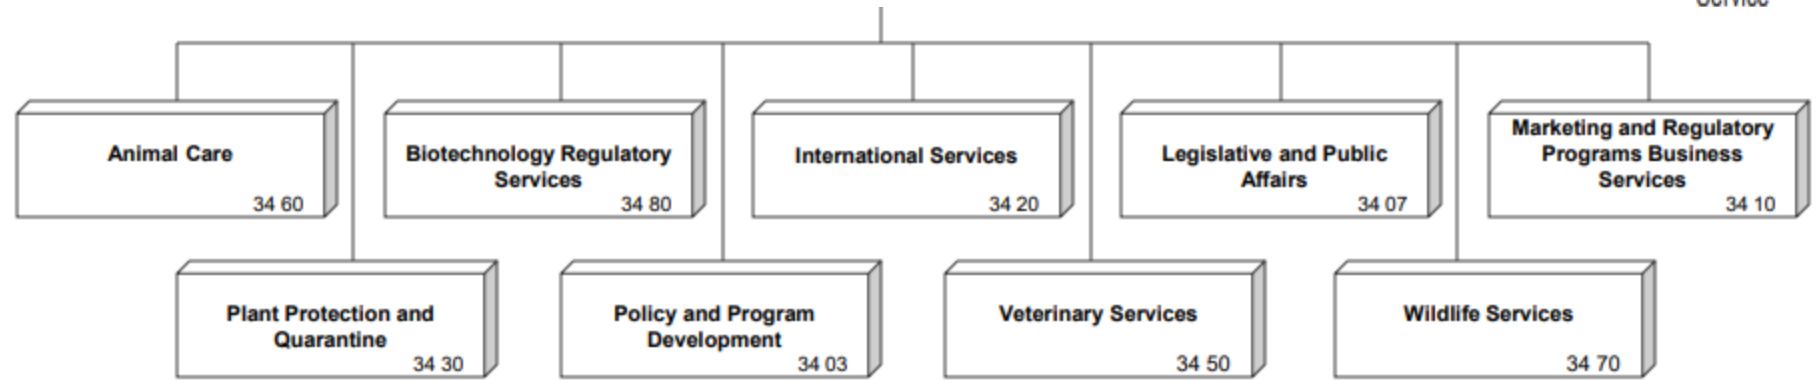 Service
Animal Care
34 60
Biotechnology Regulatory
Services
34 80
International Services
34 20
Legislative and Public
Affairs
34 07
Marketing and Regulatory
Programs Business
Services
34 10
Plant Protection and
Quarantine
34 30
Policy and Program
Development
34 03
Veterinary Services
34 50
Wildlife Services
34 70